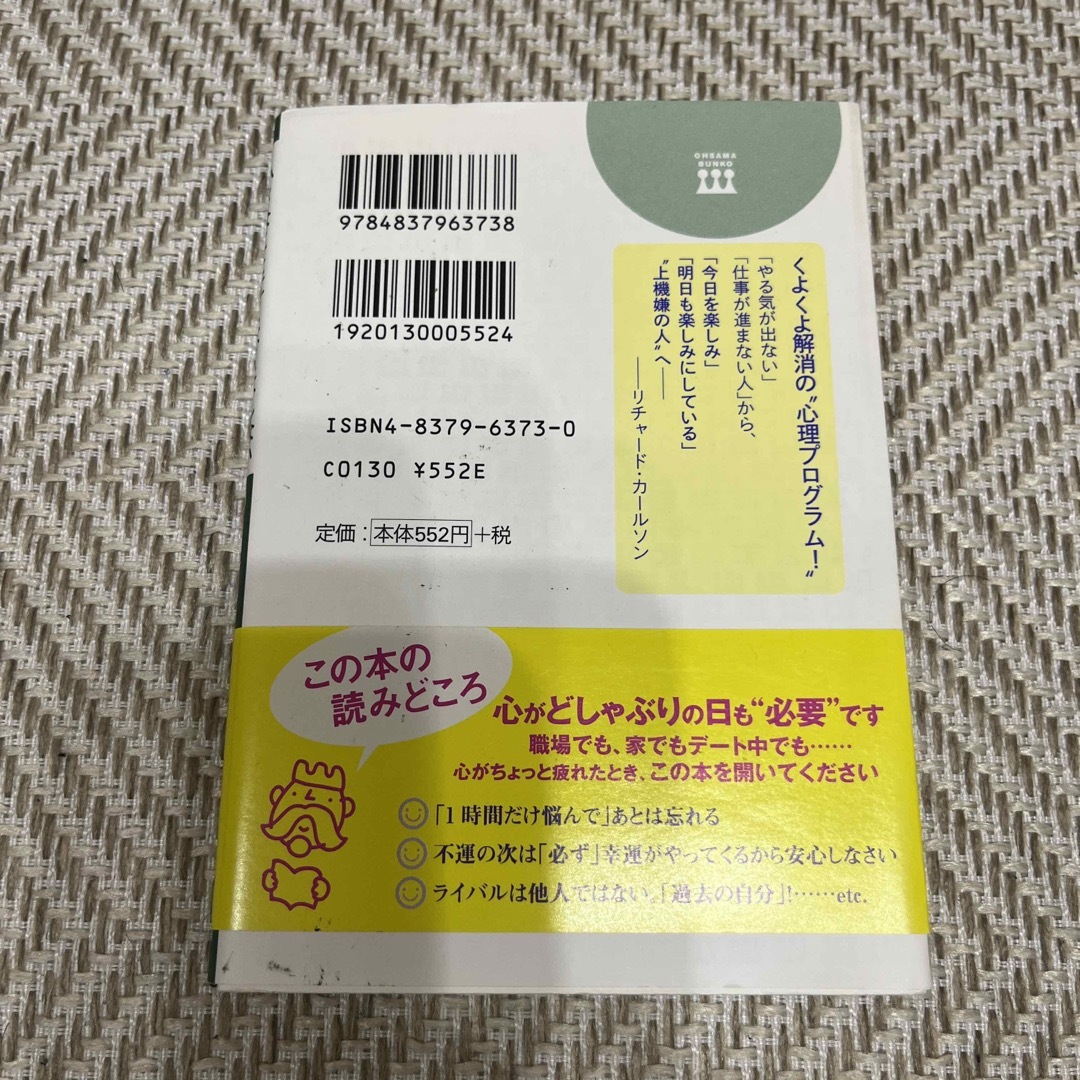 OHSAMA
BUNKO
9784837963738
1920130005524
ISBN4-8379-6373-0
C0130 ¥552E
定価：本体552円+税
くよくよ解消の〝心理プログラム！〟
「やる気が出ない」
「仕事が進まない人」から、
「今日を楽しみ」
「明日も楽しみにしている」
〝上機嫌の人〟へ――
――リチャード・カールソン
この本の
読みどころ
心がどしゃぶりの日も“必要”です
職場でも、家でもデート中でも……
心がちょっと疲れたとき、この本を開いてください
「1時間だけ悩んで」あとは忘れる
不運の次は「必ず」幸運がやってくるから安心しなさい
ライバルは他人ではない。「過去の自分」!……etc.